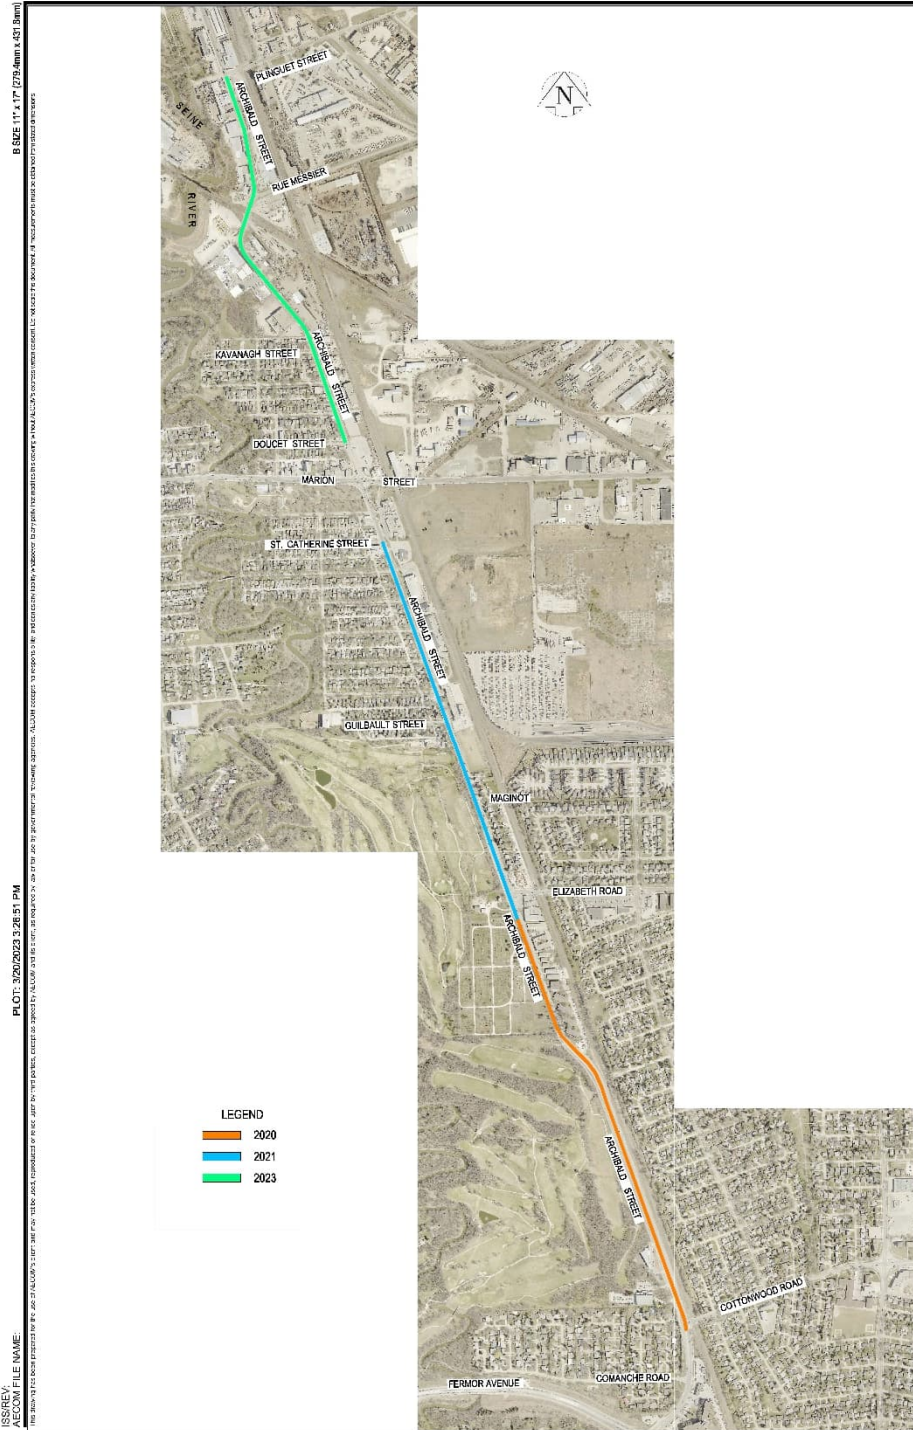 B SIZE 11" x 17" (279.4mm x 431.8mm)
PLOT: 3/20/2023 3:26:51 PM
ISS/REV:
AECOM FILE NAME:
N
PLINGUET STREET
ARCHIBALD STREET
SEINE
RIVER
RUE MESSIER
KAVANAGH STREET
ARCHIBALD STREET
DOUCET STREET
MARION STREET
ST. CATHERINE STREET
ARCHIBALD STREET
GUILBAULT STREET
MAGINOT
ELIZABETH ROAD
ARCHIBALD STREET
LEGEND
2020
2021
2023
ARCHIBALD STREET
COTTONWOOD ROAD
COMANCHE ROAD
FERMOR AVENUE